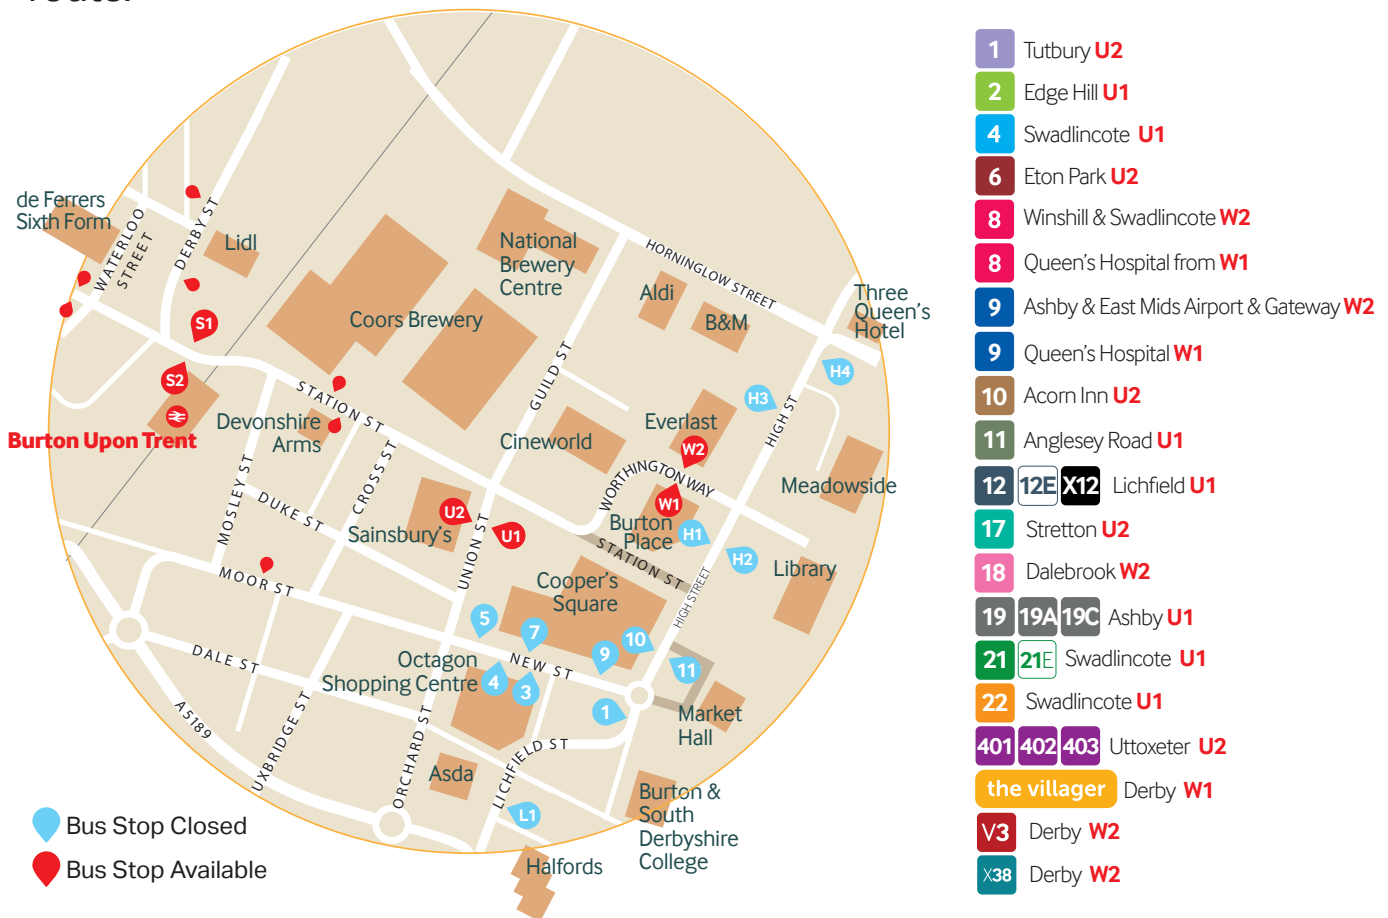 1 Tutbury U2
2 Edge Hill U1
4 Swadlincote U1
6 Eton Park U2
8 Winshill & Swadlincote W2
8 Queen's Hospital from W1
9 Ashby & East Mids Airport & Gateway W2
9 Queen's Hospital W1
10 Acorn Inn U2
11 Anglesey Road U1
12 12E X12 Lichfield U1
17 Stretton U2
18 Dalebrook W2
19 19A 19C Ashby U1
21 21E Swadlincote U1
22 Swadlincote U1
401 402 403 Uttoxeter U2
the villager Derby W1
V3 Derby W2
X38 Derby W2
de Ferrers
Sixth Form
WATERLOO
STREET
DERBY ST
Lidl
S1
S2
Burton Upon Trent
Devonshire
Arms
Coors Brewery
National
Brewery
Centre
HORNINGLOW STREET
Aldi
B&M
Three
Queen's
Hotel
H4
H3
HIGH ST
GUILD ST
STATION ST
Cineworld
Everlast
W2
WORTHINGTON WAY
W1
Meadowside
MOSLEY ST
CROSS ST
DUKE ST
Sainsbury's
U2
U1
UNION ST
Burton
Place
H1
H2
STATION ST
Library
HIGH STREET
MOOR ST
Cooper's
Square
5
7
9
10
11
NEW ST
DALE ST
Octagon
Shopping Centre
4
3
1
Market
Hall
A5189
UXBRIDGE ST
ORCHARD ST
LICHFIELD ST
Asda
L1
Burton &
South
Derbyshire
College
Halfords
Bus Stop Closed
Bus Stop Available